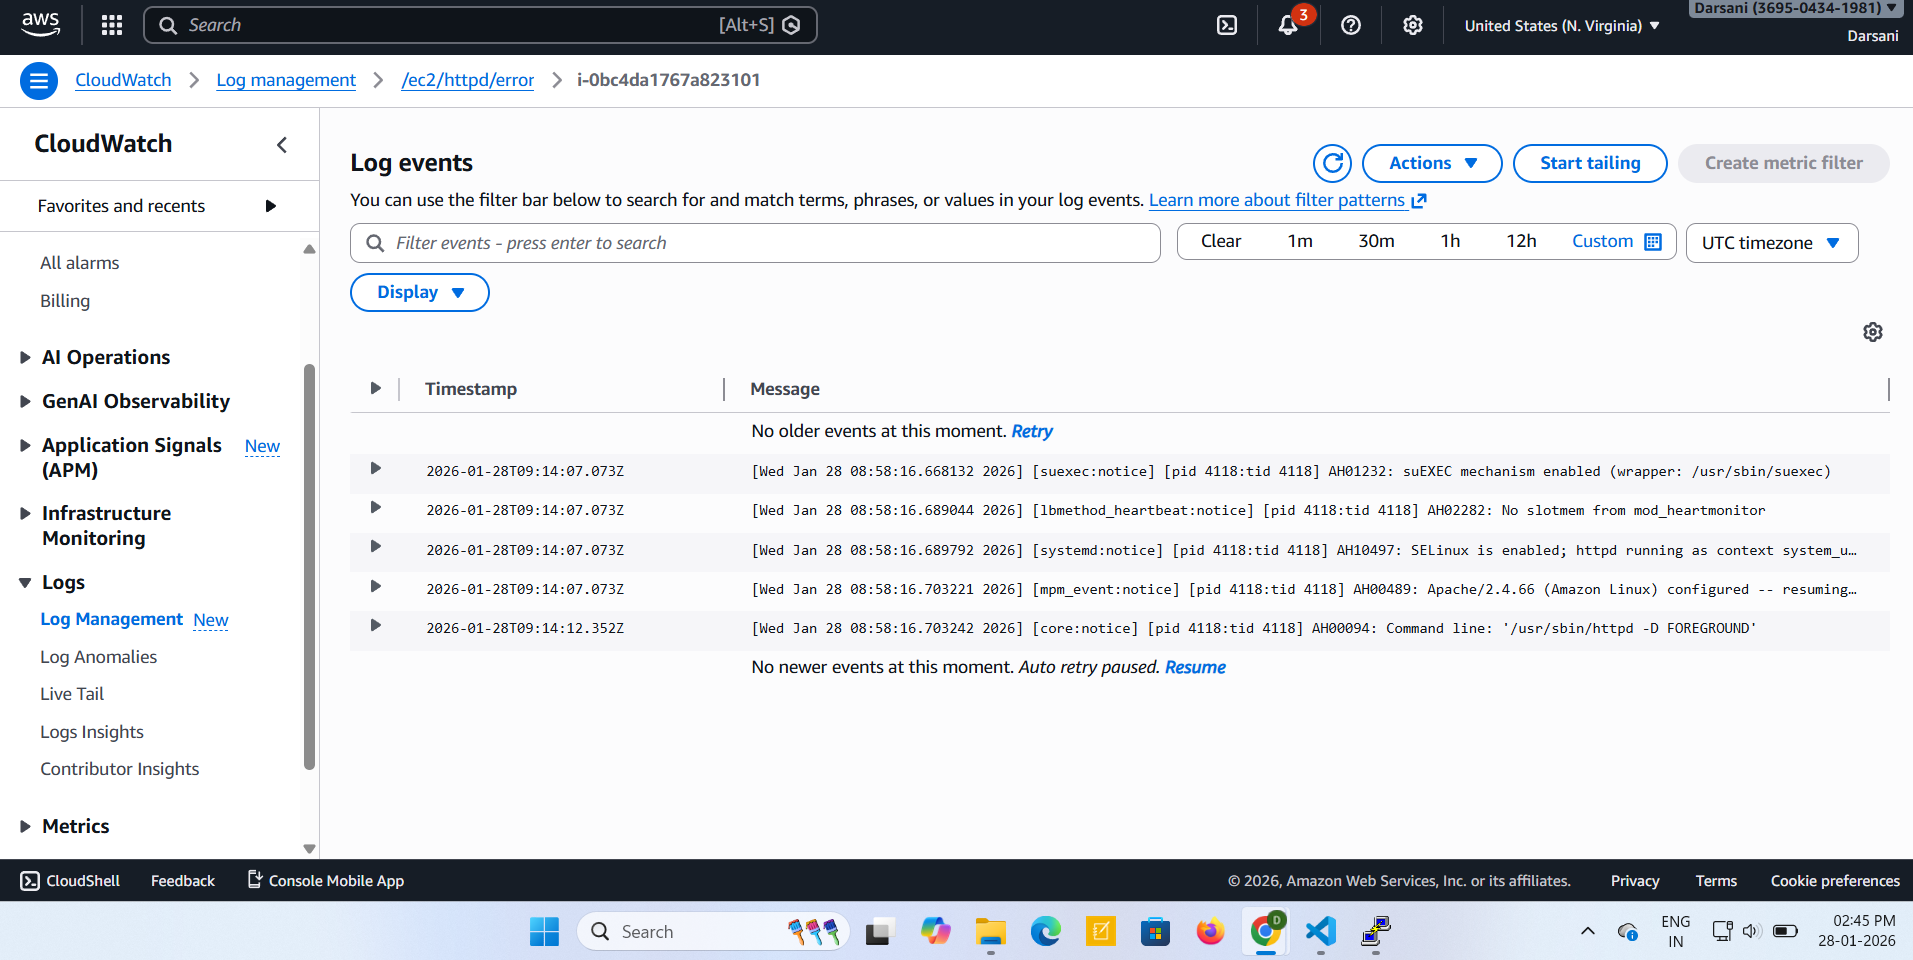 aws
Search [Alt+S]
3
United States (N. Virginia)
Darsani (3695-0434-1981)
Darsani
CloudWatch
Log management
/ec2/httpd/error
i-0bc4da1767a823101
CloudWatch
Favorites and recents
All alarms
Billing
AI Operations
GenAI Observability
Application Signals New
(APM)
Infrastructure
Monitoring
Logs
Log Management New
Log Anomalies
Live Tail
Logs Insights
Contributor Insights
Metrics
Log events
Actions
Start tailing
Create metric filter
You can use the filter bar below to search for and match terms, phrases, or values in your log events. Learn more about filter patterns
Filter events - press enter to search
Clear 1m 30m 1h 12h Custom
UTC timezone
Display
Timestamp Message
No older events at this moment. Retry
2026-01-28T09:14:07.073Z [Wed Jan 28 08:58:16.668132 2026] [suexec:notice] [pid 4118:tid 4118] AH01232: suEXEC mechanism enabled (wrapper: /usr/sbin/suexec)
2026-01-28T09:14:07.073Z [Wed Jan 28 08:58:16.689044 2026] [lbmethod_heartbeat:notice] [pid 4118:tid 4118] AH02282: No slotmem from mod_heartmonitor
2026-01-28T09:14:07.073Z [Wed Jan 28 08:58:16.689792 2026] [systemd:notice] [pid 4118:tid 4118] AH10497: SELinux is enabled; httpd running as context system_u…
2026-01-28T09:14:07.073Z [Wed Jan 28 08:58:16.703221 2026] [mpm_event:notice] [pid 4118:tid 4118] AH00489: Apache/2.4.66 (Amazon Linux) configured -- resuming…
2026-01-28T09:14:12.352Z [Wed Jan 28 08:58:16.703242 2026] [core:notice] [pid 4118:tid 4118] AH00094: Command line: '/usr/sbin/httpd -D FOREGROUND'
No newer events at this moment. Auto retry paused. Resume
CloudShell Feedback Console Mobile App
© 2026, Amazon Web Services, Inc. or its affiliates. Privacy Terms Cookie preferences
Search
D
ENG
IN
02:45 PM
28-01-2026